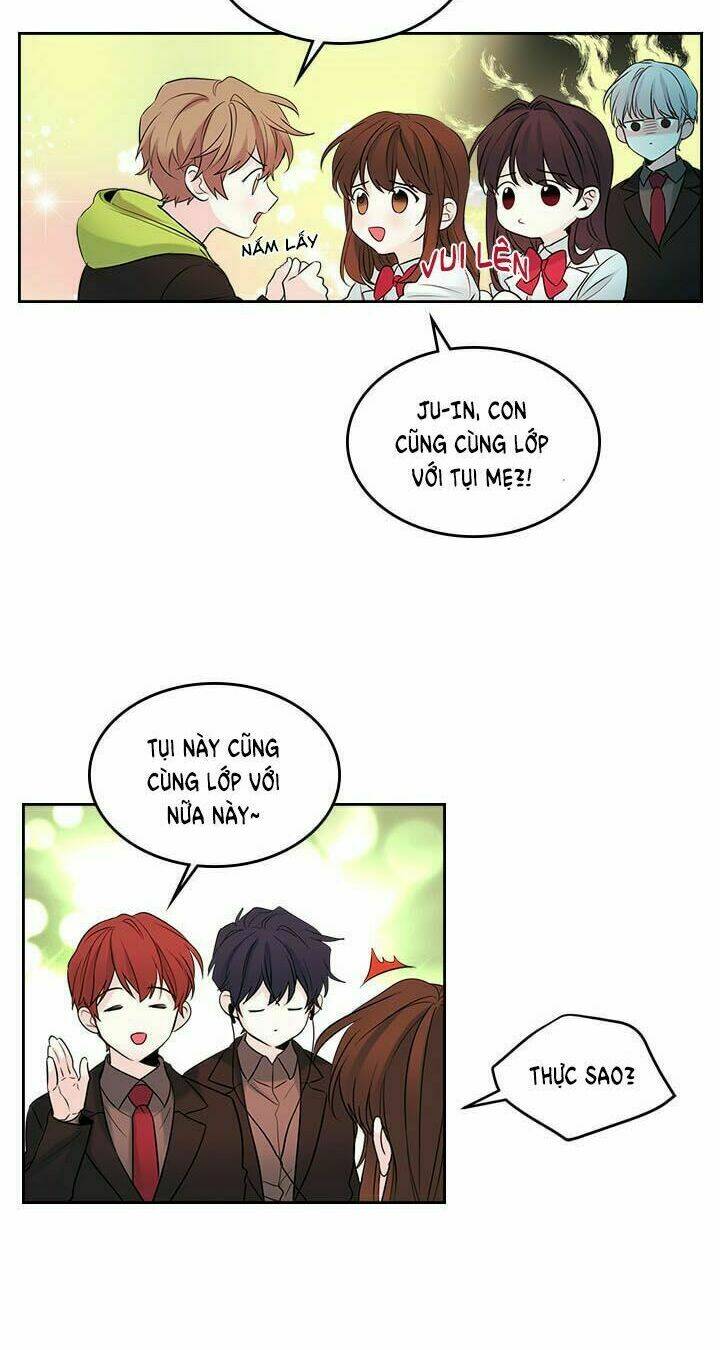 NẮM LẤY
VUI LÊN
JU-IN, CON
CŨNG CÙNG LỚP
VỚI TỤI MẸ?!
TỤI NÀY CŨNG
CÙNG LỚP VỚI
NỮA NÀY~
THỰC SAO?